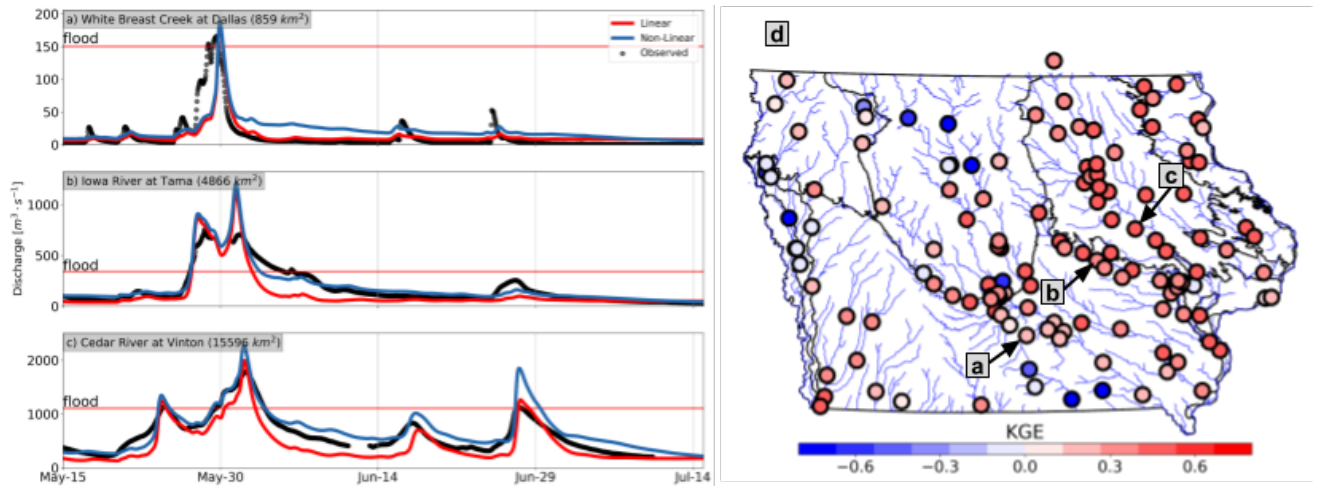 a) White Breast Creek at Dallas (859 km²)
200
flood
150
100
50
0
Linear
Non-Linear
Observed
b) Iowa River at Tama (4866 km²)
1000
500
flood
0
Discharge [m³ · s⁻¹]
c) Cedar River at Vinton (15596 km²)
2000
flood
1000
0
May-15
May-30
Jun-14
Jun-29
Jul-14
d
c
b
a
KGE
−0.6
−0.3
0.0
0.3
0.6